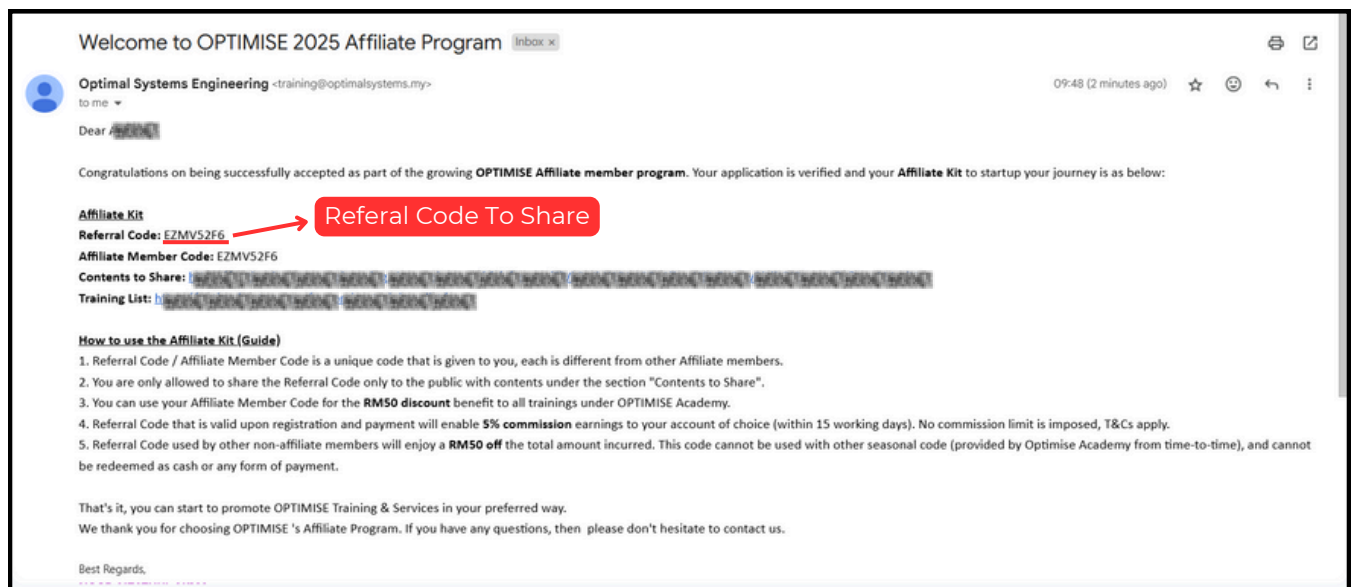 Welcome to OPTIMISE 2025 Affiliate Program Inbox ×
Optimal Systems Engineering <training@optimalsystems.my> 09:48 (2 minutes ago)
to me
Dear
Congratulations on being successfully accepted as part of the growing OPTIMISE Affiliate member program. Your application is verified and your Affiliate Kit to startup your journey is as below:
Affiliate Kit
Referal Code To Share
Referral Code: EZMV52F6
Affiliate Member Code: EZMV52F6
Contents to Share:
Training List:
How to use the Affiliate Kit (Guide)
1. Referral Code / Affiliate Member Code is a unique code that is given to you, each is different from other Affiliate members.
2. You are only allowed to share the Referral Code only to the public with contents under the section "Contents to Share".
3. You can use your Affiliate Member Code for the RM50 discount benefit to all trainings under OPTIMISE Academy.
4. Referral Code that is valid upon registration and payment will enable 5% commission earnings to your account of choice (within 15 working days). No commission limit is imposed, T&Cs apply.
5. Referral Code used by other non-affiliate members will enjoy a RM50 off the total amount incurred. This code cannot be used with other seasonal code (provided by Optimise Academy from time-to-time), and cannot
be redeemed as cash or any form of payment.
That's it, you can start to promote OPTIMISE Training & Services in your preferred way.
We thank you for choosing OPTIMISE 's Affiliate Program. If you have any questions, then please don't hesitate to contact us.
Best Regards,